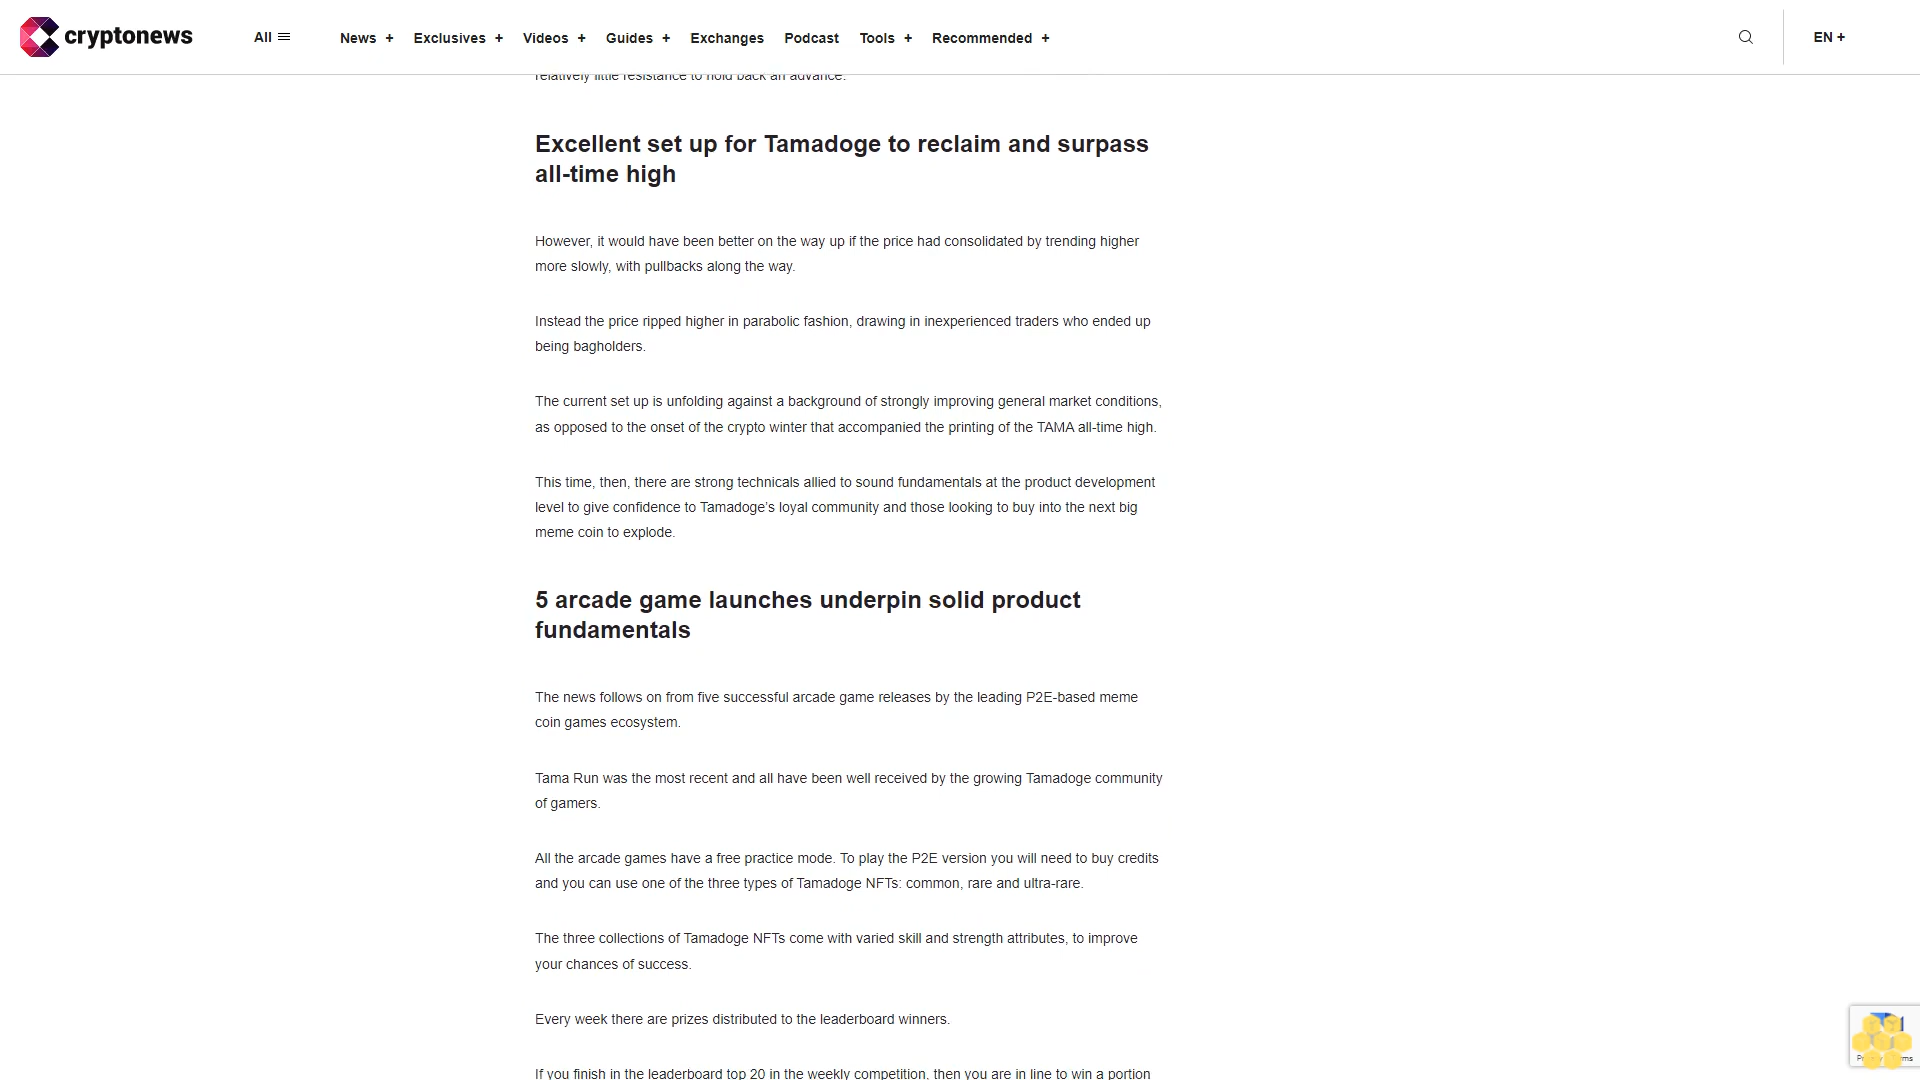 cryptonews
All
News +
Exclusives +
Videos +
Guides +
Exchanges
Podcast
Tools +
Recommended +
EN +
relatively little resistance to hold back an advance.
Excellent set up for Tamadoge to reclaim and surpass
all-time high
However, it would have been better on the way up if the price had consolidated by trending higher
more slowly, with pullbacks along the way.
Instead the price ripped higher in parabolic fashion, drawing in inexperienced traders who ended up
being bagholders.
The current set up is unfolding against a background of strongly improving general market conditions,
as opposed to the onset of the crypto winter that accompanied the printing of the TAMA all-time high.
This time, then, there are strong technicals allied to sound fundamentals at the product development
level to give confidence to Tamadoge’s loyal community and those looking to buy into the next big
meme coin to explode.
5 arcade game launches underpin solid product
fundamentals
The news follows on from five successful arcade game releases by the leading P2E-based meme
coin games ecosystem.
Tama Run was the most recent and all have been well received by the growing Tamadoge community
of gamers.
All the arcade games have a free practice mode. To play the P2E version you will need to buy credits
and you can use one of the three types of Tamadoge NFTs: common, rare and ultra-rare.
The three collections of Tamadoge NFTs come with varied skill and strength attributes, to improve
your chances of success.
Every week there are prizes distributed to the leaderboard winners.
If you finish in the leaderboard top 20 in the weekly competition, then you are in line to win a portion